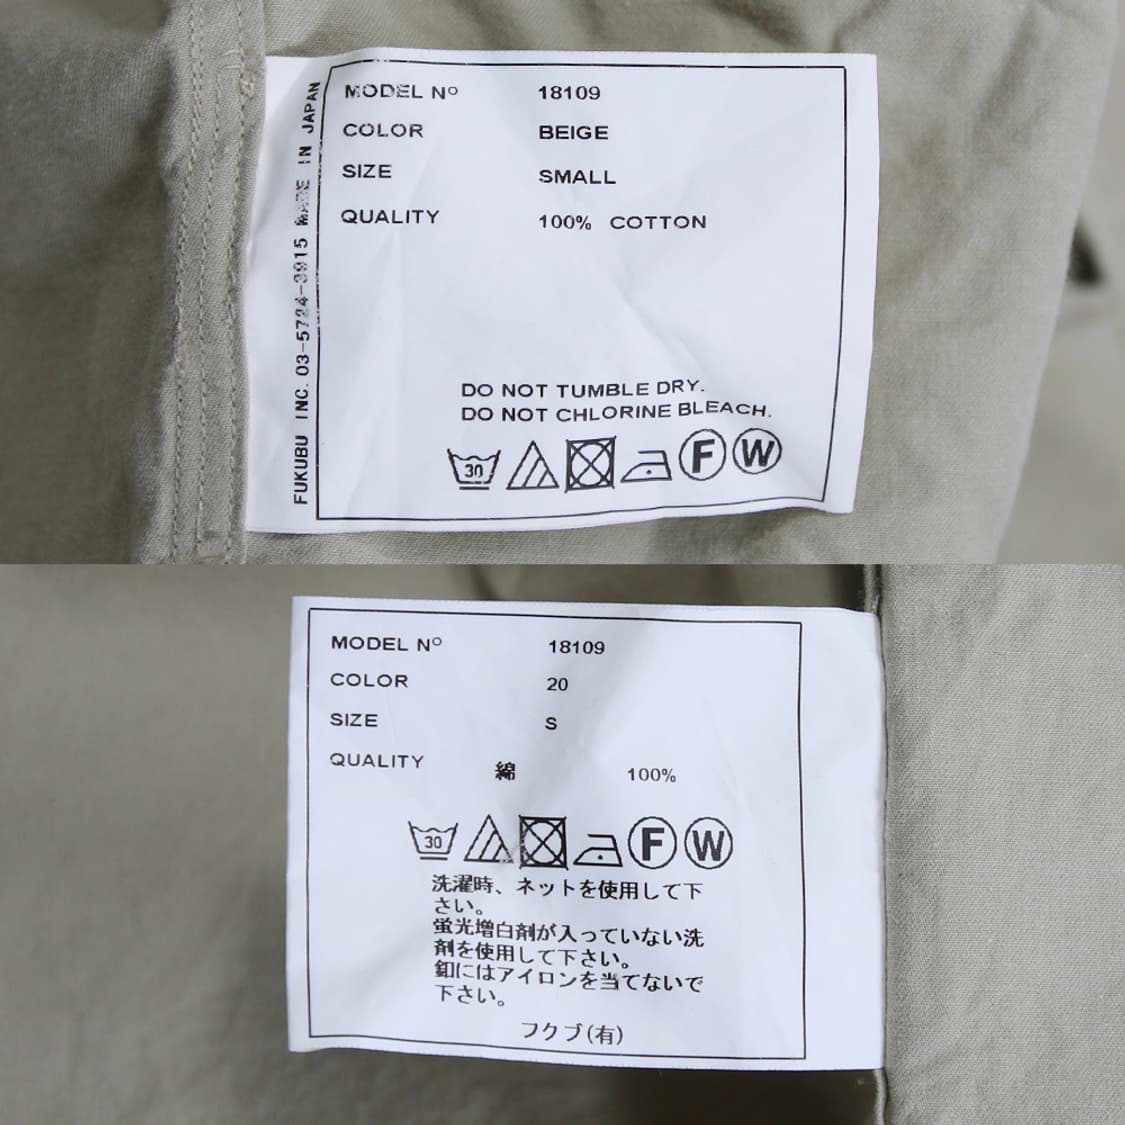 FUKUBU INC. 03-5724-3915 MADE IN JAPAN
MODEL Nº 18109
COLOR BEIGE
SIZE SMALL
QUALITY 100% COTTON
DO NOT TUMBLE DRY.
DO NOT CHLORINE BLEACH.
30 F W
MODEL Nº 18109
COLOR 20
SIZE S
QUALITY 綿 100%
30 F W
洗濯時、ネットを使用して下
さい。
蛍光増白剤が入っていない洗
剤を使用して下さい。
釦にはアイロンを当てないで
下さい。
フクブ(有)